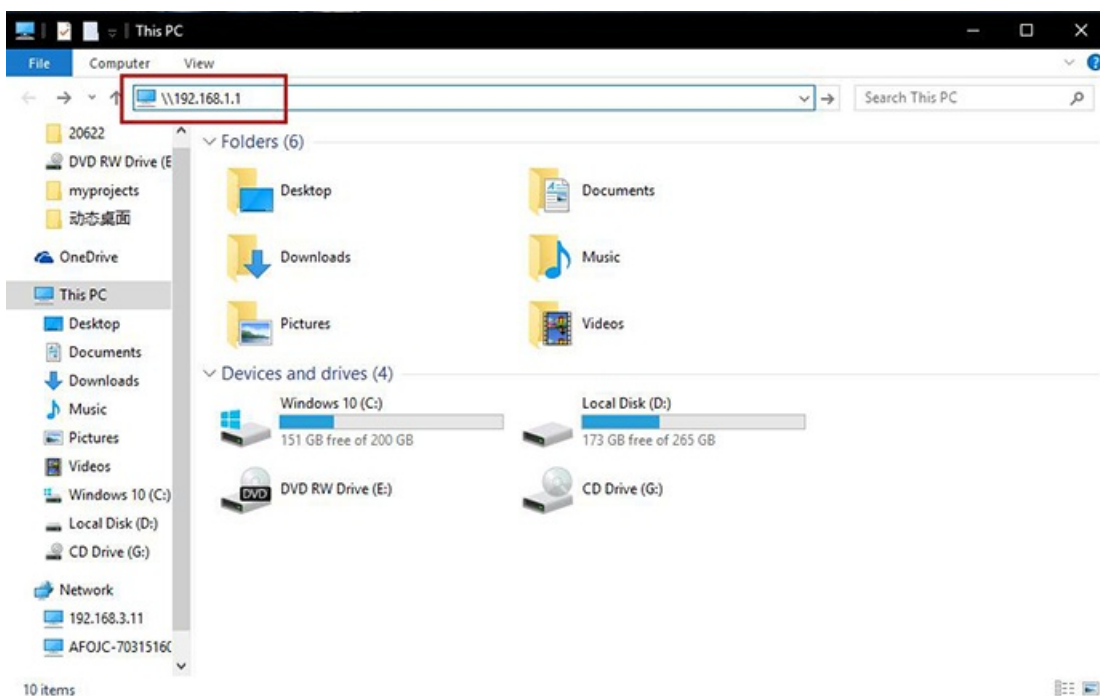 This PC
File Computer View
\\192.168.1.1
Search This PC
20622
DVD RW Drive (E
myprojects
动态桌面
OneDrive
This PC
Desktop
Documents
Downloads
Music
Pictures
Videos
Windows 10 (C:)
Local Disk (D:)
CD Drive (G:)
Network
192.168.3.11
AFOJC-70315160
Folders (6)
Desktop
Documents
Downloads
Music
Pictures
Videos
Devices and drives (4)
Windows 10 (C:)
151 GB free of 200 GB
Local Disk (D:)
173 GB free of 265 GB
DVD
DVD RW Drive (E:)
CD Drive (G:)
10 items